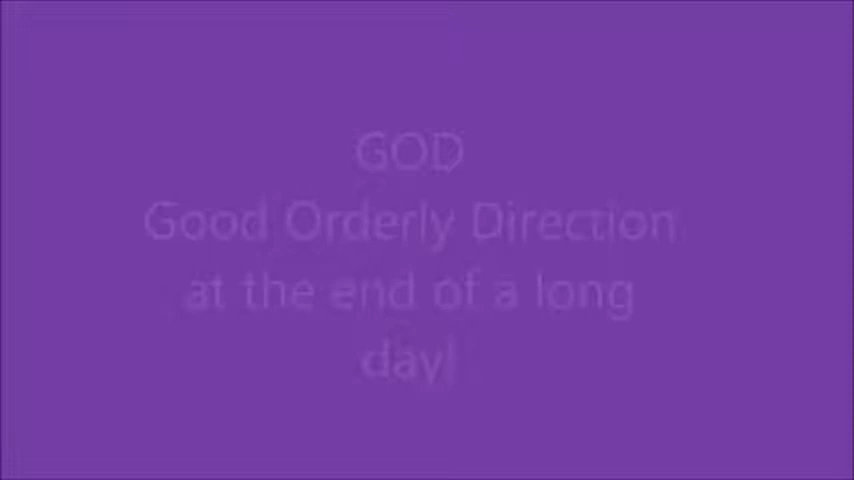 GOD
Good Orderly Direction
at the end of a long
day!